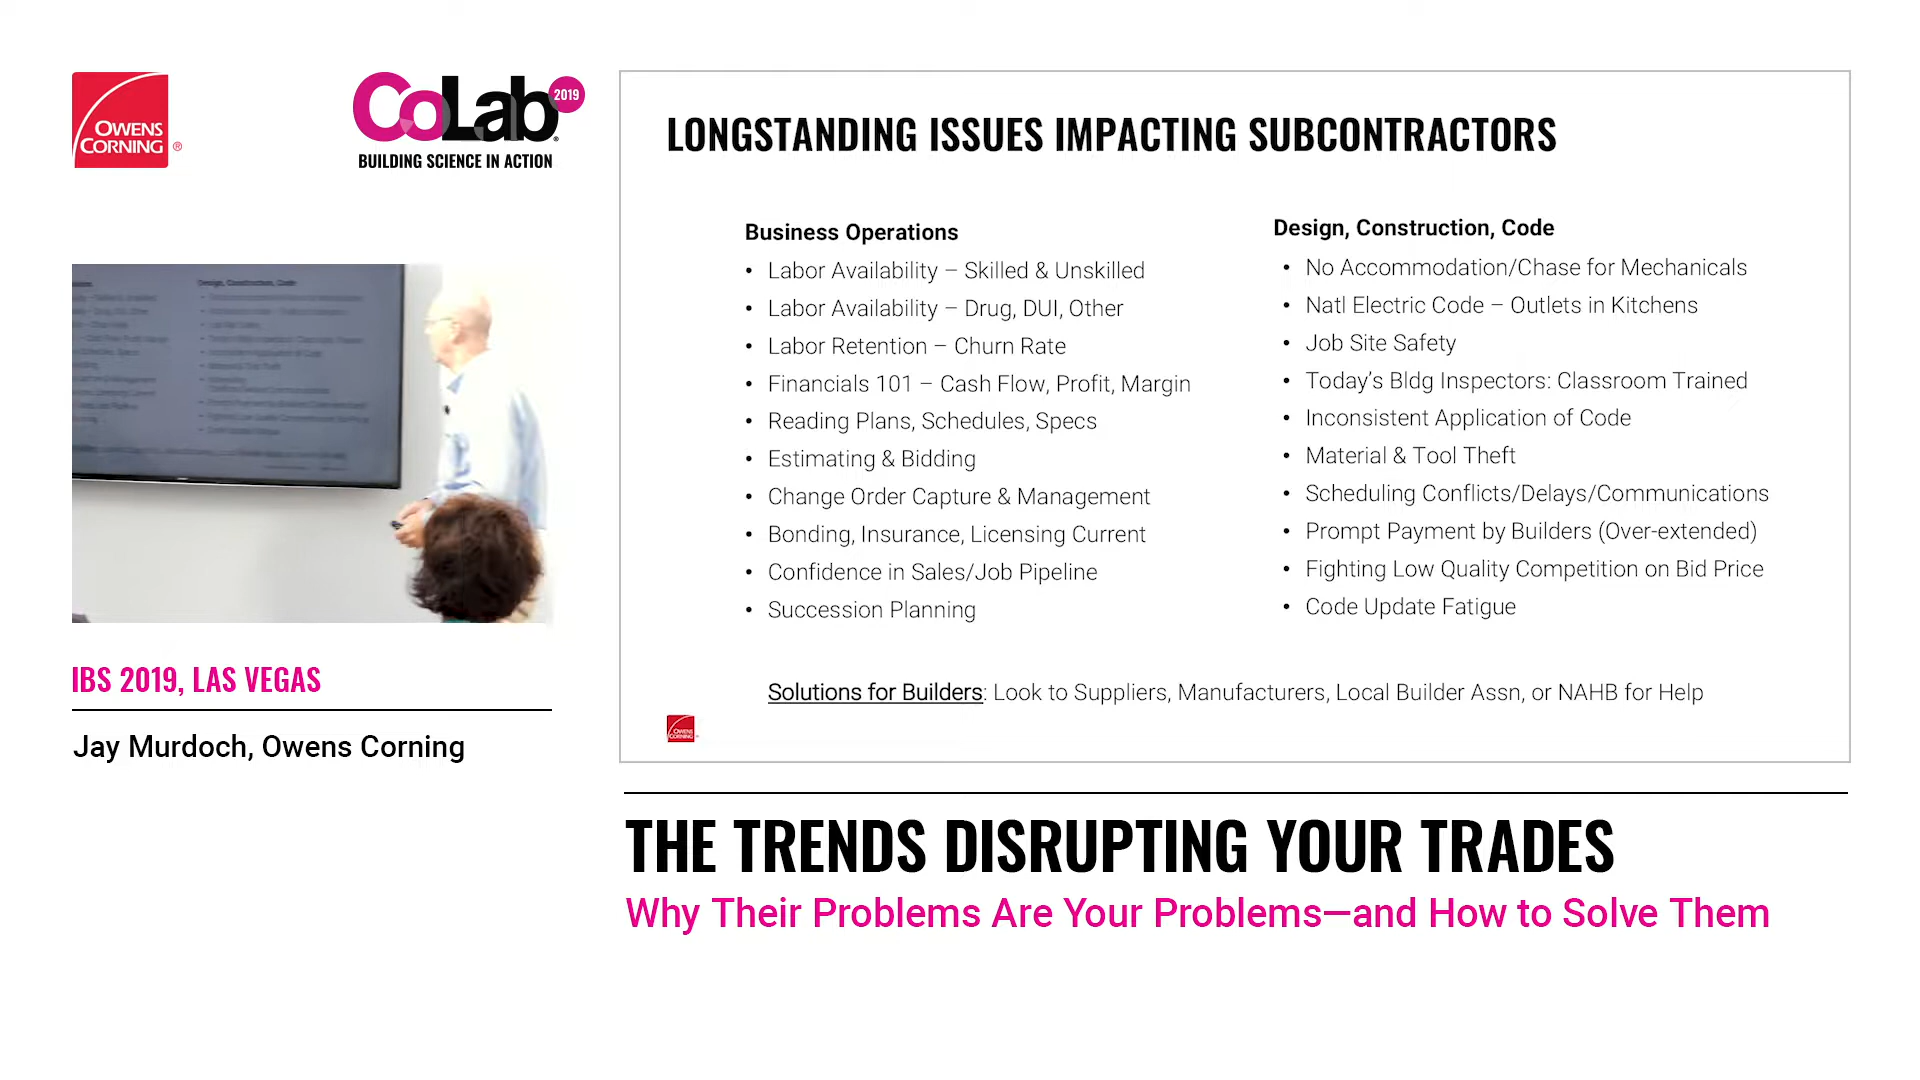 OWENS
CORNING
®
CoLab
2019
BUILDING SCIENCE IN ACTION
LONGSTANDING ISSUES IMPACTING SUBCONTRACTORS
Business Operations
• Labor Availability – Skilled & Unskilled
• Labor Availability – Drug, DUI, Other
• Labor Retention – Churn Rate
• Financials 101 – Cash Flow, Profit, Margin
• Reading Plans, Schedules, Specs
• Estimating & Bidding
• Change Order Capture & Management
• Bonding, Insurance, Licensing Current
• Confidence in Sales/Job Pipeline
• Succession Planning
Design, Construction, Code
• No Accommodation/Chase for Mechanicals
• Natl Electric Code – Outlets in Kitchens
• Job Site Safety
• Today’s Bldg Inspectors: Classroom Trained
• Inconsistent Application of Code
• Material & Tool Theft
• Scheduling Conflicts/Delays/Communications
• Prompt Payment by Builders (Over-extended)
• Fighting Low Quality Competition on Bid Price
• Code Update Fatigue
Solutions for Builders: Look to Suppliers, Manufacturers, Local Builder Assn, or NAHB for Help
OWENS
CORNING
Design, Construction, Code
IBS 2019, LAS VEGAS
Jay Murdoch, Owens Corning
THE TRENDS DISRUPTING YOUR TRADES
Why Their Problems Are Your Problems—and How to Solve Them